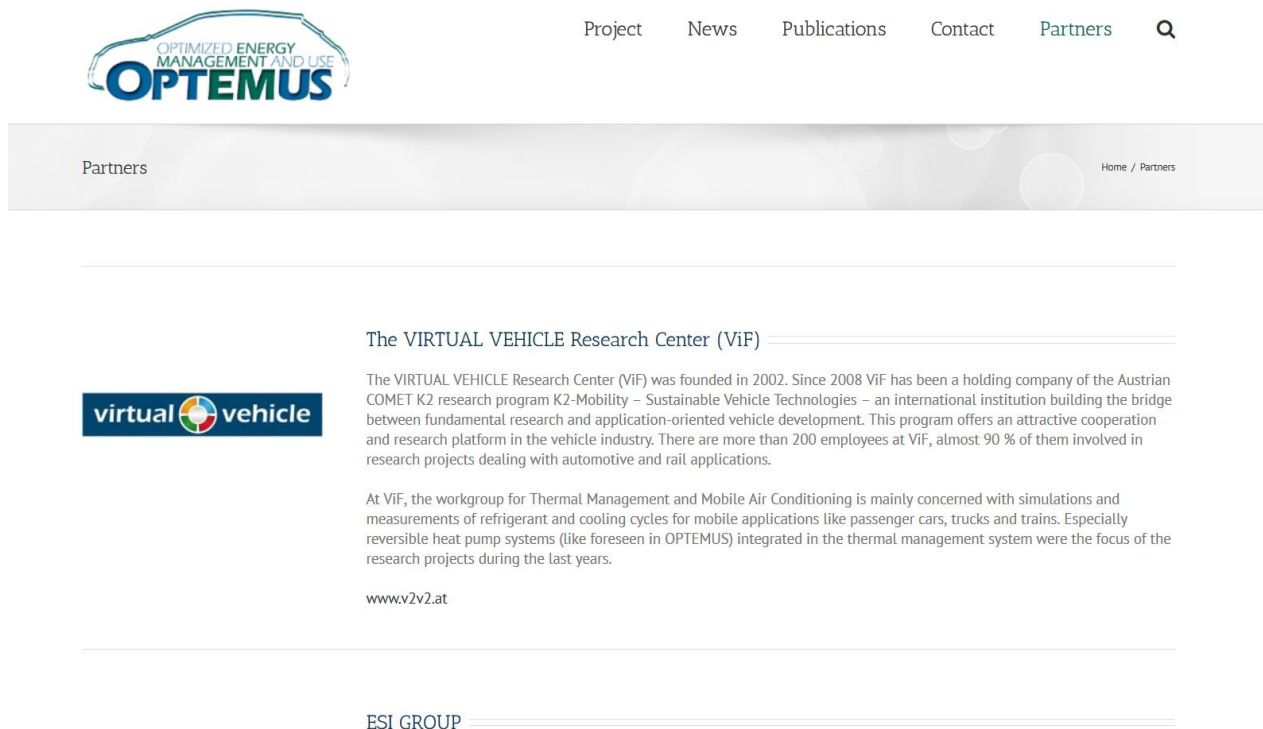 OPTIMIZED ENERGY
MANAGEMENT AND USE
OPTEMUS
Project News Publications Contact Partners
Partners
Home / Partners
The VIRTUAL VEHICLE Research Center (ViF)
virtual vehicle
The VIRTUAL VEHICLE Research Center (ViF) was founded in 2002. Since 2008 ViF has been a holding company of the Austrian
COMET K2 research program K2-Mobility – Sustainable Vehicle Technologies – an international institution building the bridge
between fundamental research and application-oriented vehicle development. This program offers an attractive cooperation
and research platform in the vehicle industry. There are more than 200 employees at ViF, almost 90 % of them involved in
research projects dealing with automotive and rail applications.
At ViF, the workgroup for Thermal Management and Mobile Air Conditioning is mainly concerned with simulations and
measurements of refrigerant and cooling cycles for mobile applications like passenger cars, trucks and trains. Especially
reversible heat pump systems (like foreseen in OPTEMUS) integrated in the thermal management system were the focus of the
research projects during the last years.
www.v2v2.at
ESI GROUP